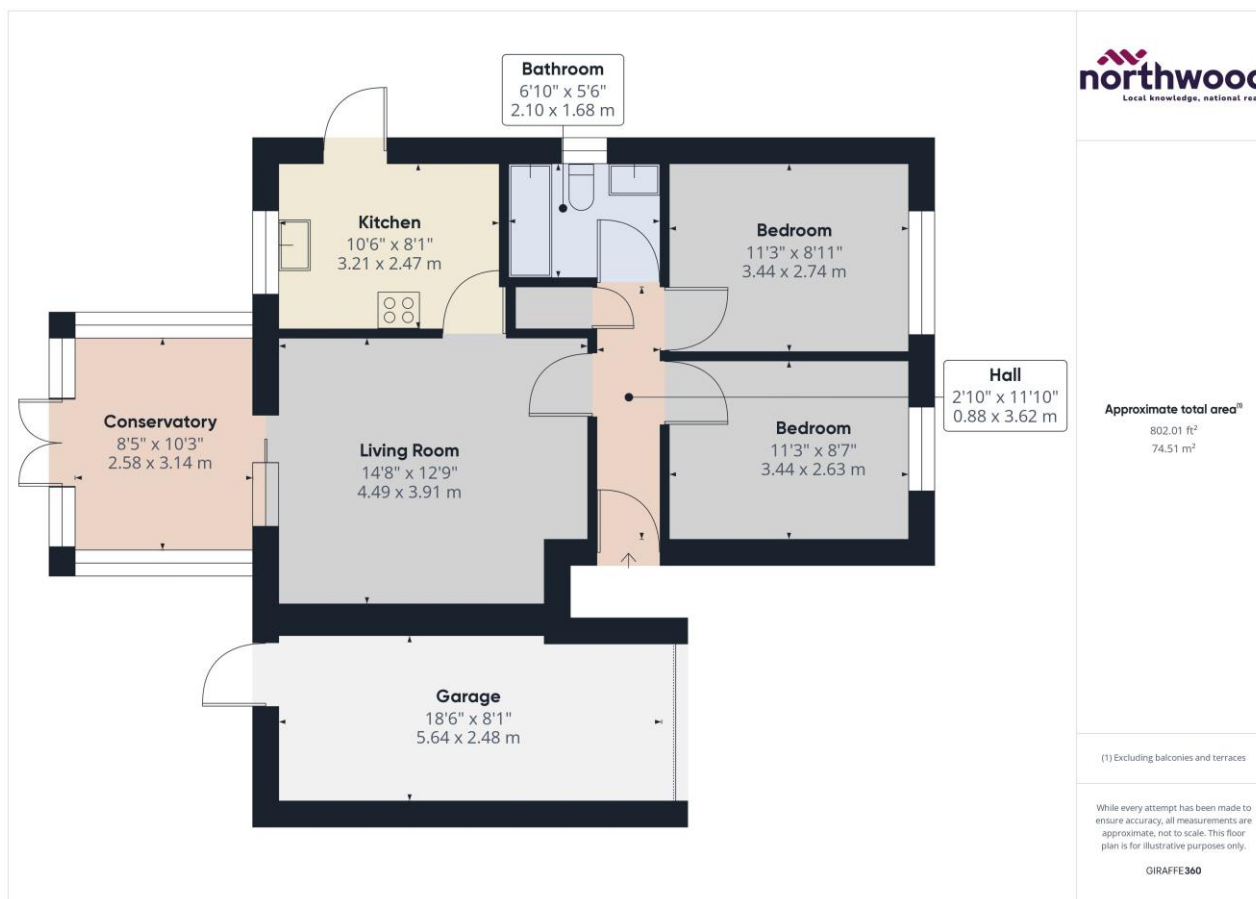 Bathroom
6'10" x 5'6"
2.10 x 1.68 m
Kitchen
10'6" x 8'1"
3.21 x 2.47 m
Bedroom
11'3" x 8'11"
3.44 x 2.74 m
Conservatory
8'5" x 10'3"
2.58 x 3.14 m
Living Room
14'8" x 12'9"
4.49 x 3.91 m
Hall
2'10" x 11'10"
0.88 x 3.62 m
Bedroom
11'3" x 8'7"
3.44 x 2.63 m
Garage
18'6" x 8'1"
5.64 x 2.48 m
northwood
Local knowledge, national
Approximate total area(1)
802.01 ft²
74.51 m²
(1) Excluding balconies and terraces
While every attempt has been made to
ensure accuracy, all measurements are
approximate, not to scale. This floor
plan is for illustrative purposes only.
GIRAFFE360